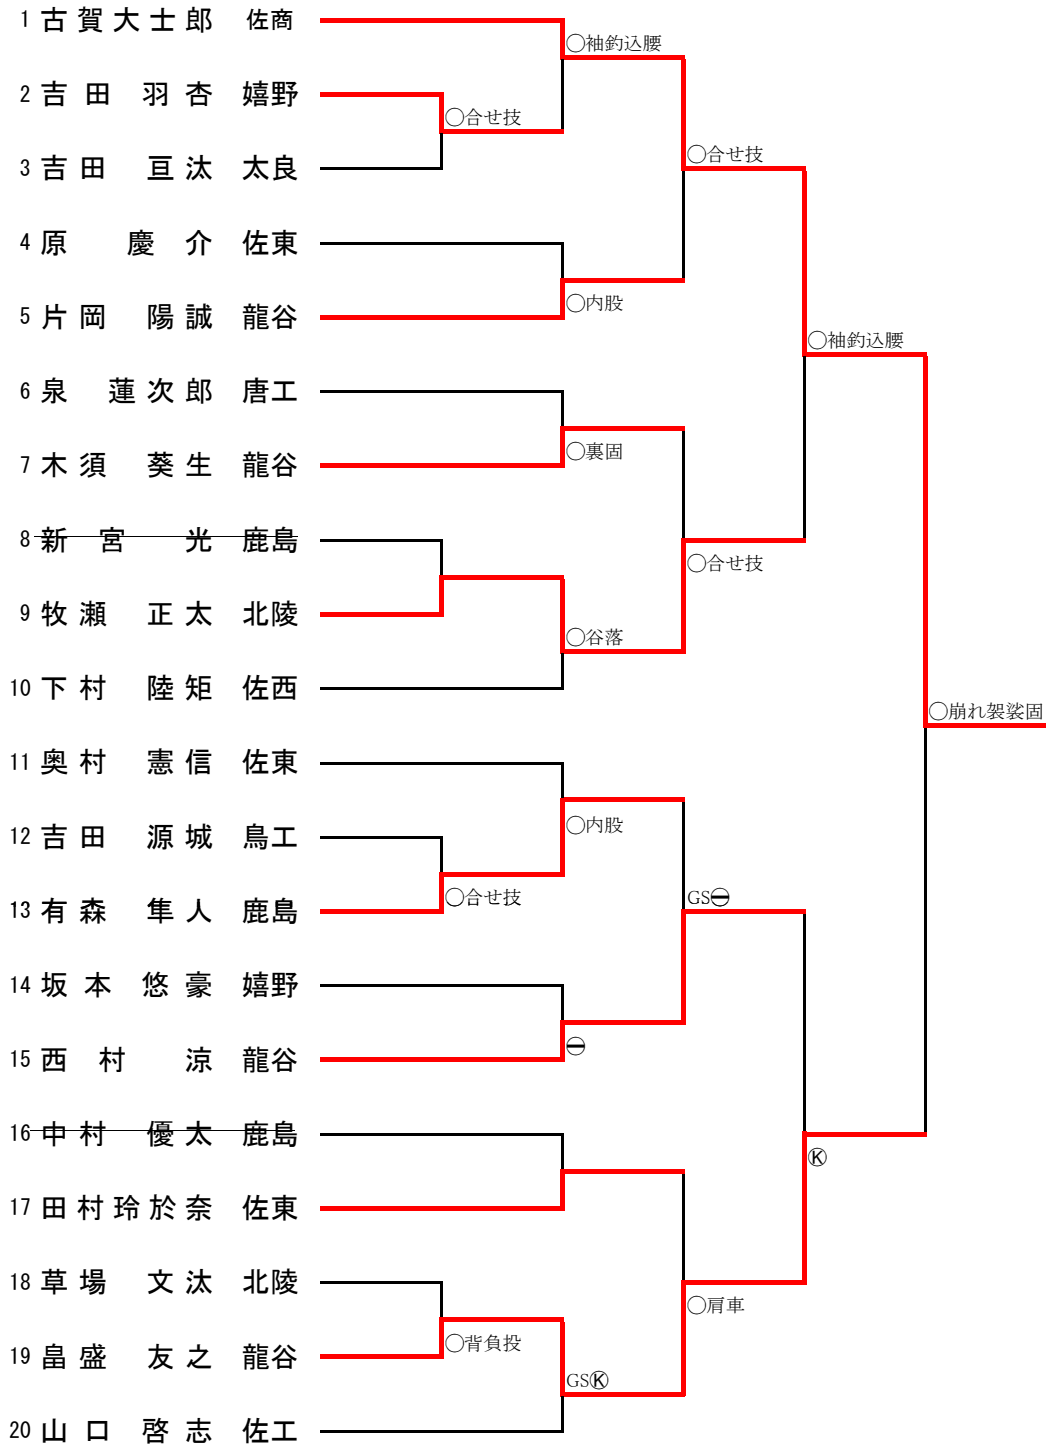 1 古賀大士郎 佐商
○袖釣込腰
2 吉田 羽杏 嬉野
○合せ技
○合せ技
3 吉田 亘汰 太良
4 原 慶介 佐東
○内股
5 片岡 陽誠 龍谷
○袖釣込腰
6 泉 蓮次郎 唐工
○裏固
7 木須 葵生 龍谷
8 新宮 光 鹿島
○合せ技
9 牧瀬 正太 北陵
○谷落
10 下村 陸矩 佐西
○崩れ袈裟固
11 奥村 憲信 佐東
○内股
12 吉田 源城 鳥工
○合せ技
GS㊀
13 有森 隼人 鹿島
14 坂本 悠豪 嬉野
㊀
15 西村 涼 龍谷
16 中村 優太 鹿島
Ⓚ
17 田村玲於奈 佐東
18 草場 文汰 北陵
○肩車
○背負投
19 畠盛 友之 龍谷
GSⓀ
20 山口 啓志 佐工